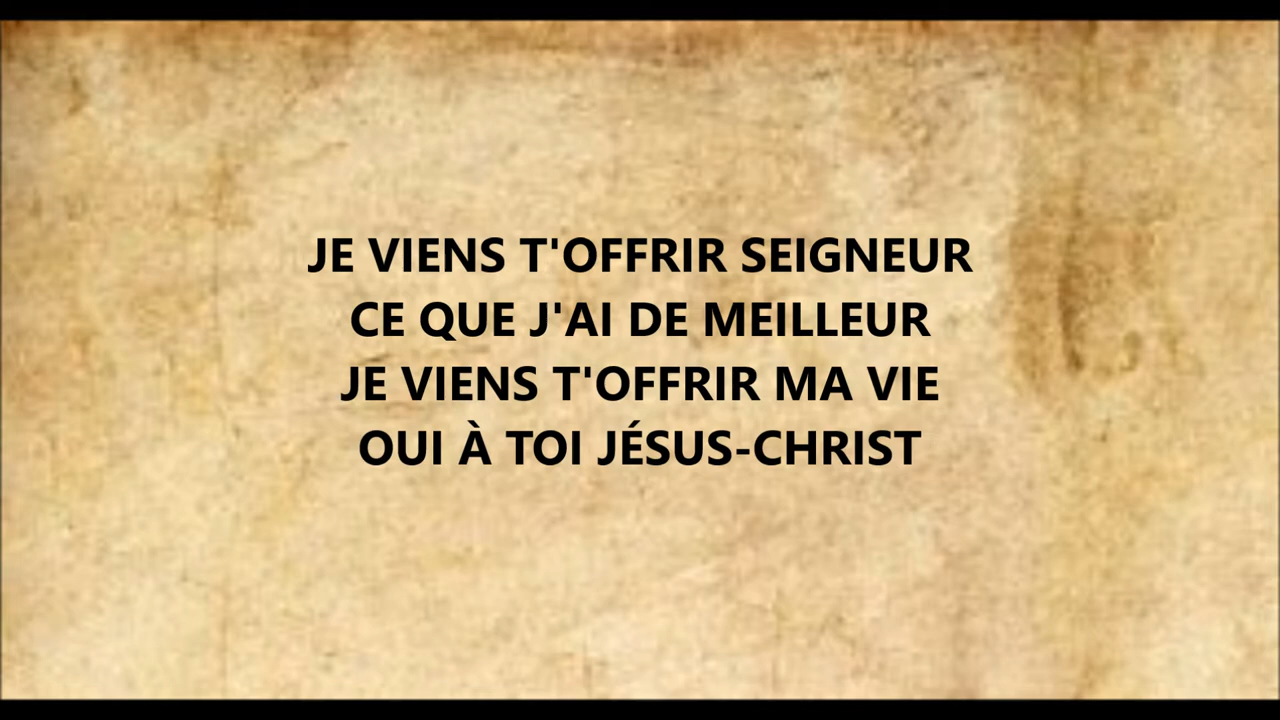 JE VIENS T'OFFRIR SEIGNEUR
CE QUE J'AI DE MEILLEUR
JE VIENS T'OFFRIR MA VIE
OUI À TOI JÉSUS-CHRIST